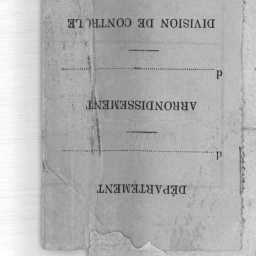 DÉPARTEMENT
d
ARRONDISSEMENT
d
DIVISION DE CONTROLE